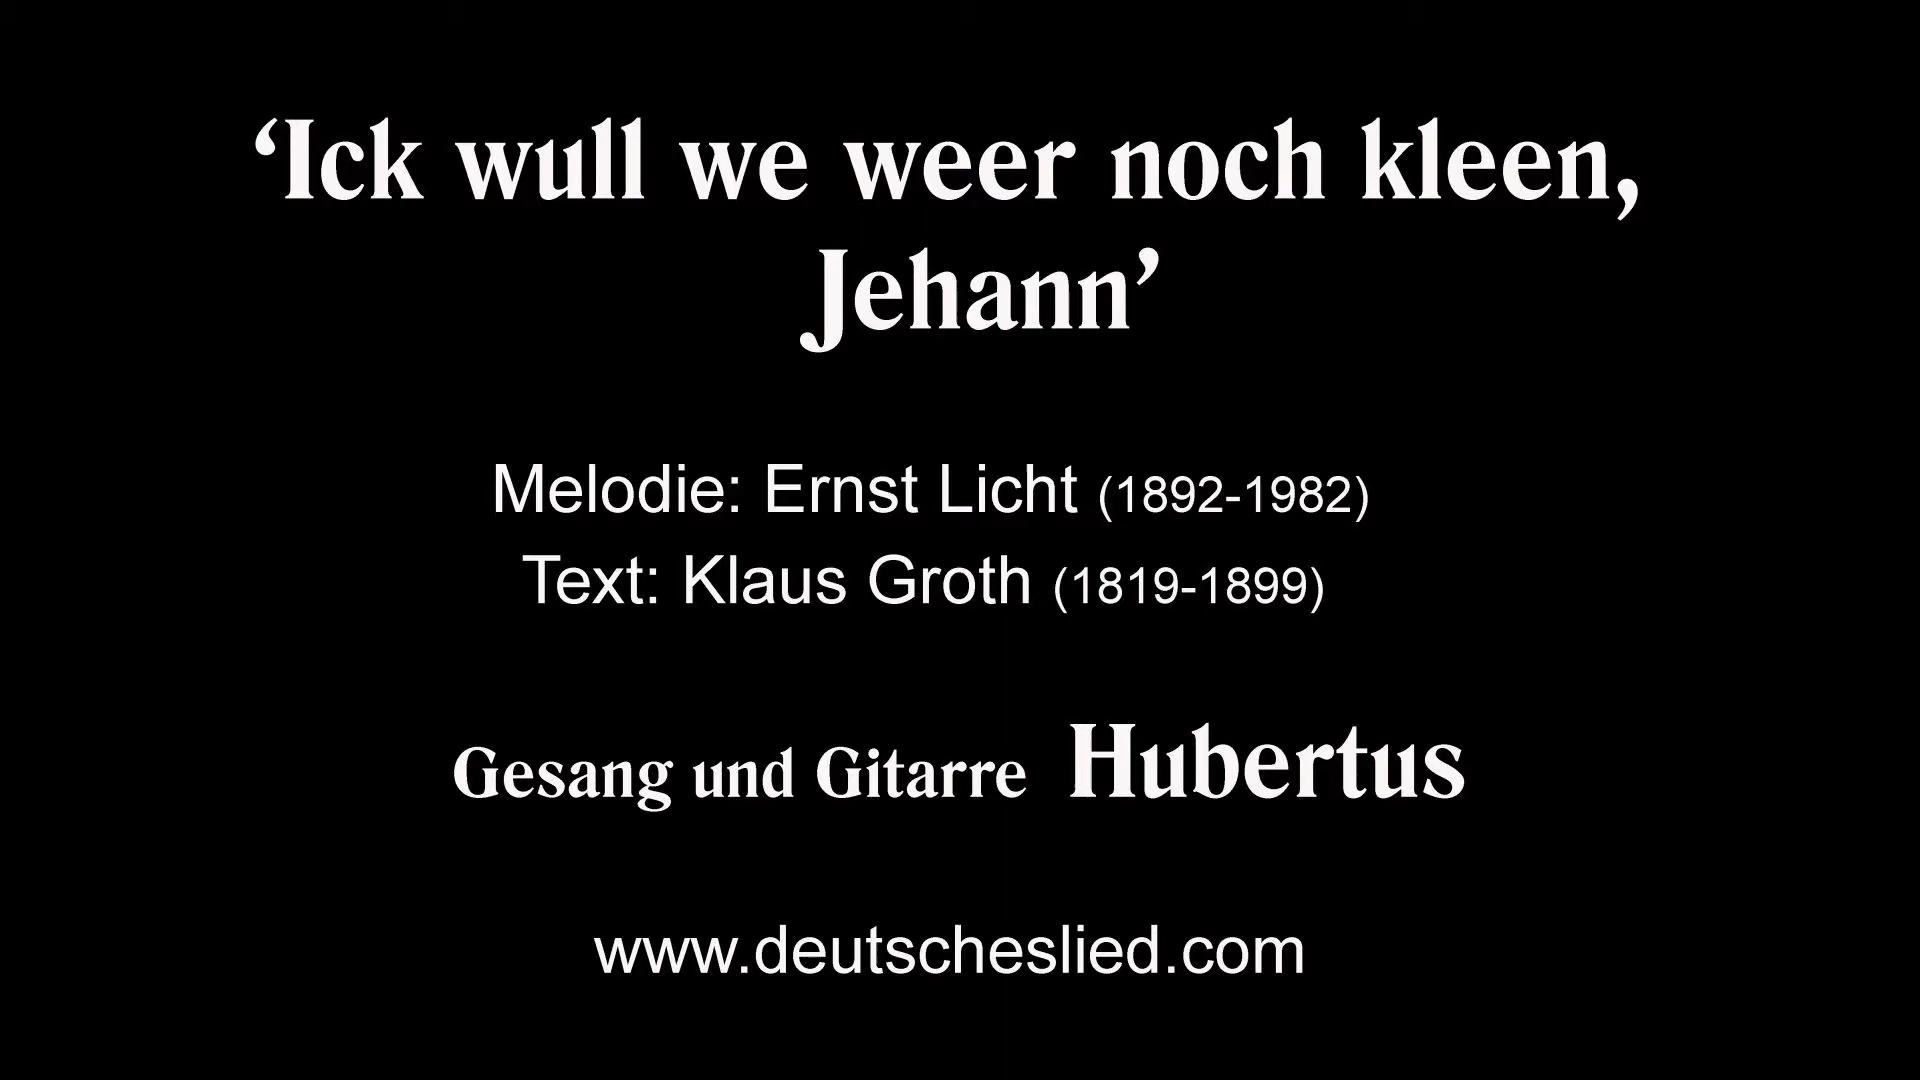 ‘Ick wull we weer noch kleen,
Jehann’
Melodie: Ernst Licht (1892-1982)
Text: Klaus Groth (1819-1899)
Gesang und Gitarre Hubertus
www.deutscheslied.com